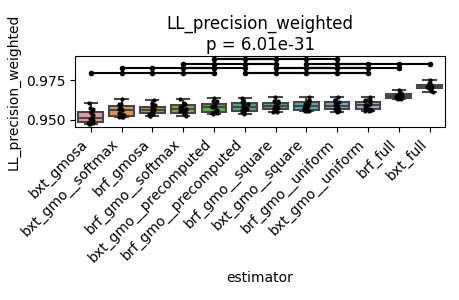 LL_precision_weighted
p = 6.01e-31
LL_precision_weighted
0.975
0.950
bxt_gmosa
bxt_gmo__softmax
brf_gmosa
brf_gmo__softmax
bxt_gmo__precomputed
brf_gmo__precomputed
brf_gmo__square
bxt_gmo__square
brf_gmo__uniform
bxt_gmo__uniform
brf_full
bxt_full
estimator